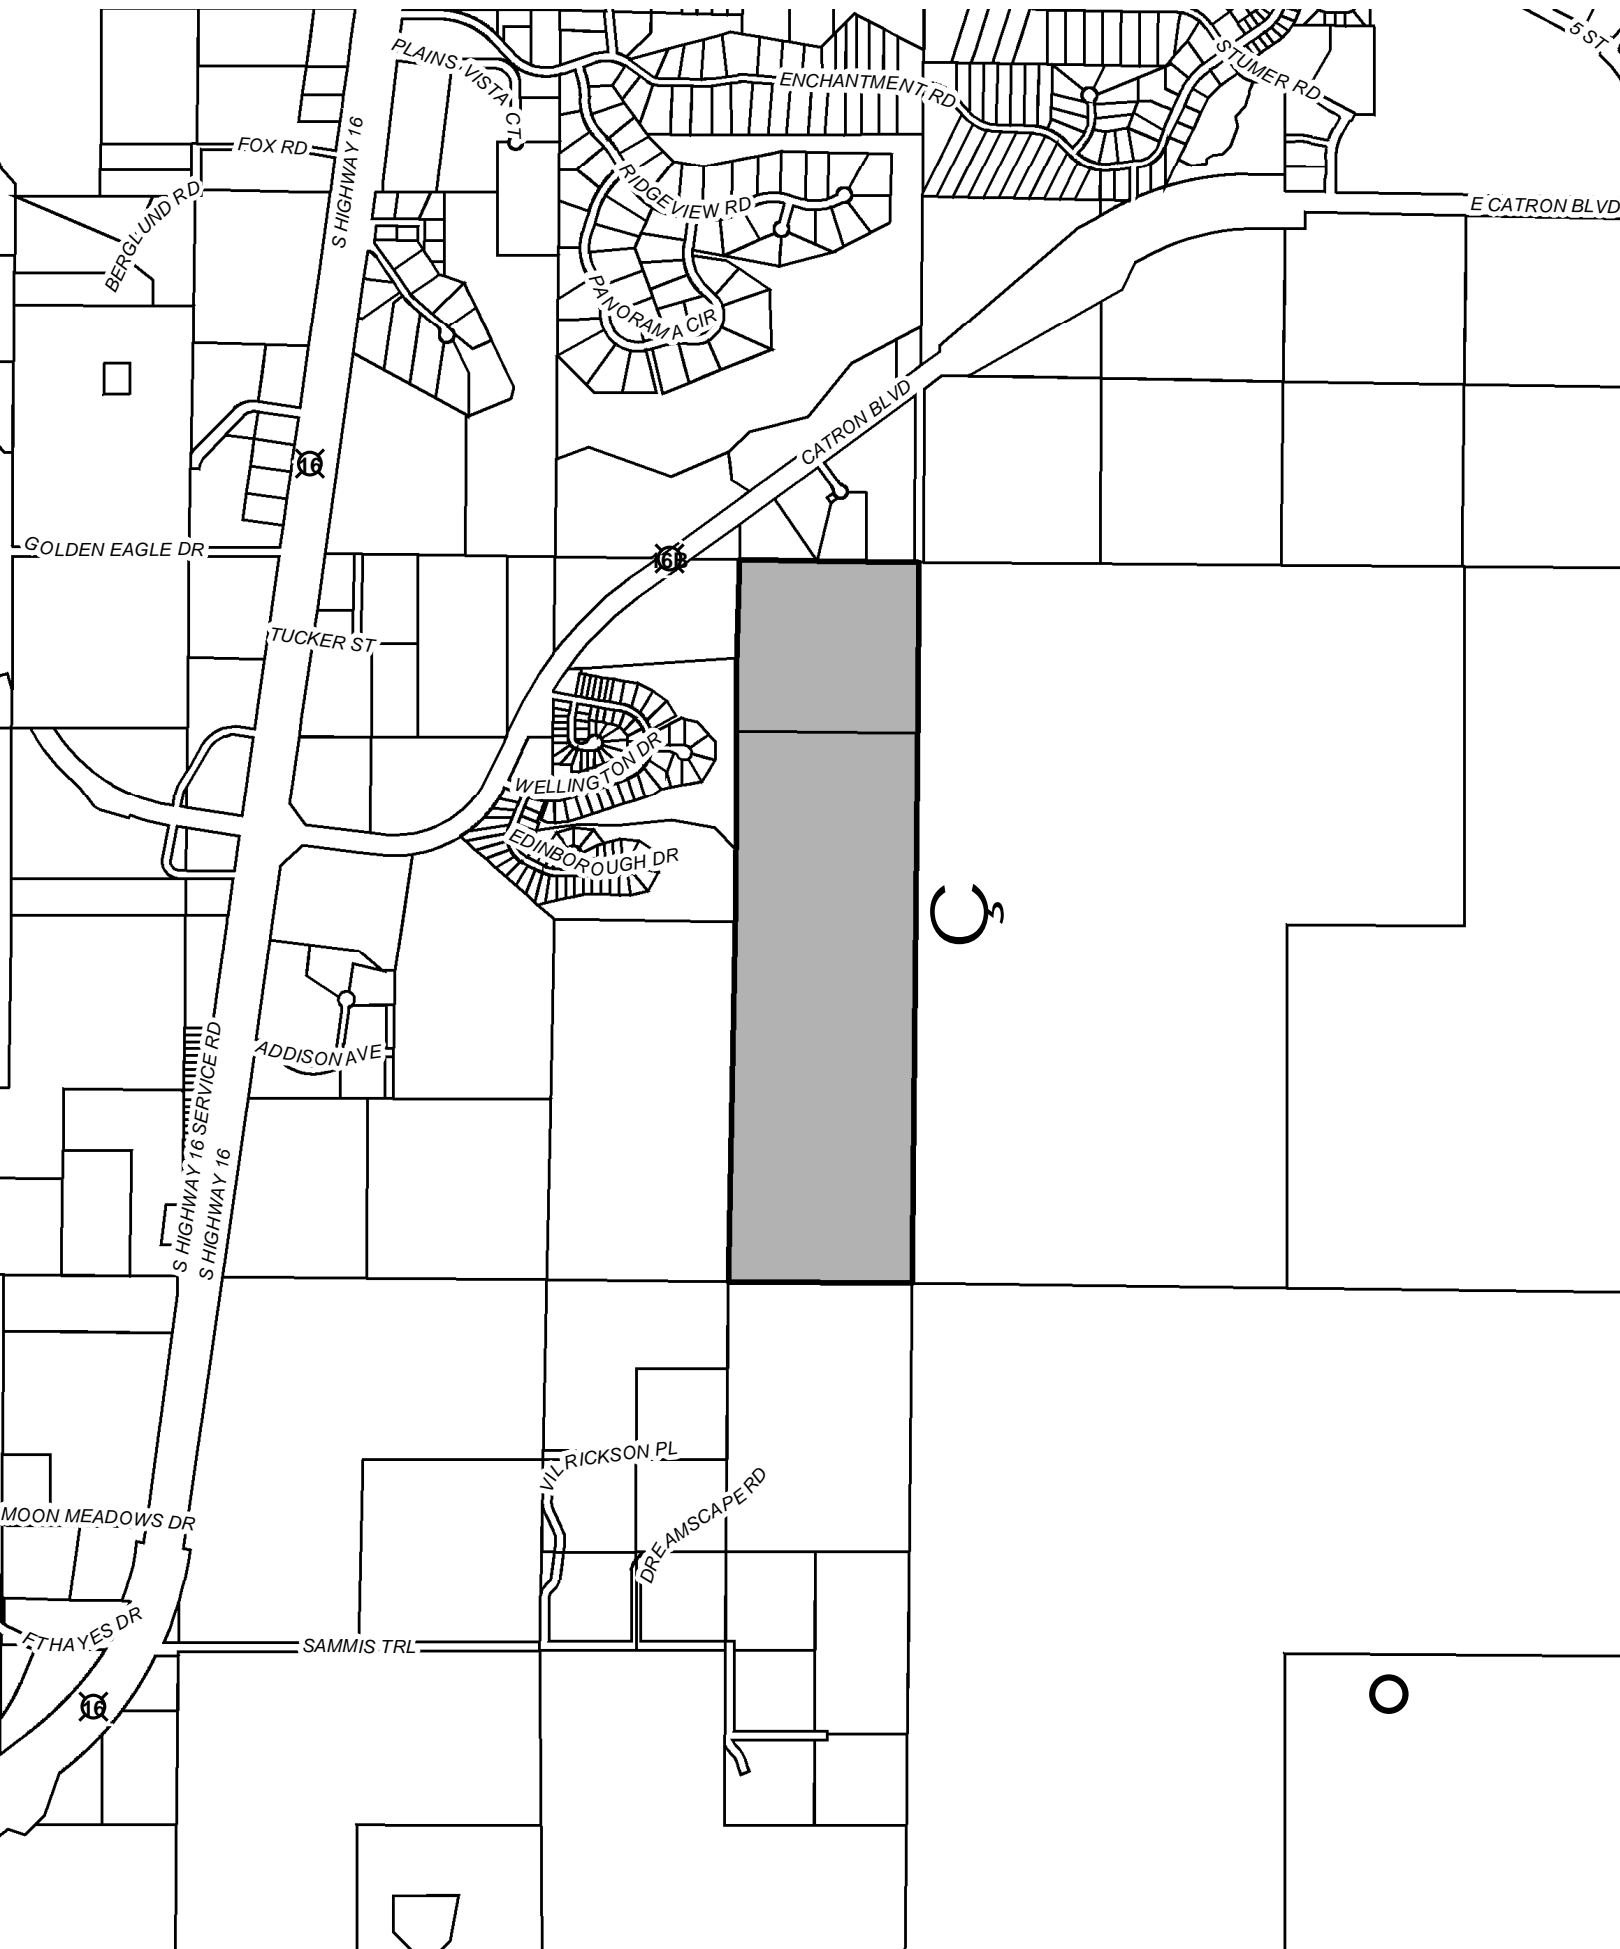 5 ST
PLAINS VISTA CT
STUMER RD
ENCHANTMENT RD
FOX RD
S HIGHWAY 16
RIDGEVIEW RD
E CATRON BLVD
BERGLUND RD
PANORAMA CIR
CATRON BLVD
16
GOLDEN EAGLE DR
16B
TUCKER ST
WELLINGTON DR
EDINBOROUGH DR
S HIGHWAY 16 SERVICE RD
ADDISON AVE
S HIGHWAY 16
RICKSON PL
DREAMSCAPE RD
MOON MEADOWS DR
FT HAYES DR
SAMMIS TRL
16